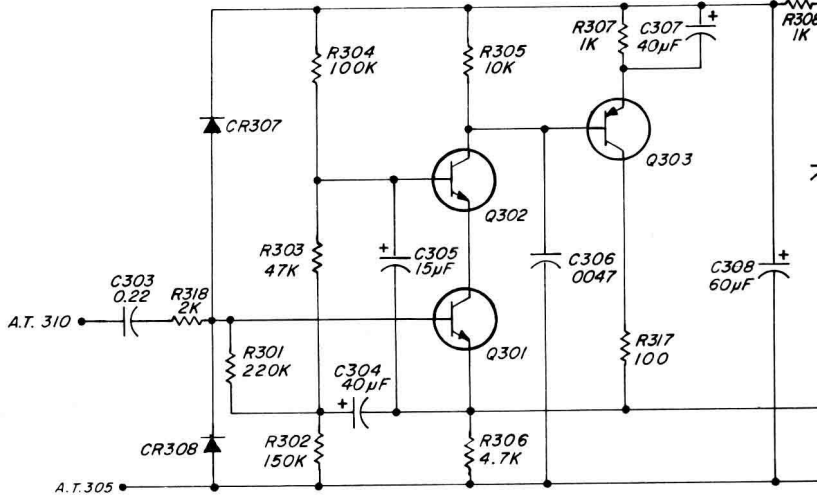 R304
100K
R305
10K
R307
1K
C307
+
40µF
R308
1K
CR307
Q303
Q302
R303
47K
+
C305
15µF
C306
0047
C308
+
60µF
C303
0.22
R318
2K
A.T. 310
R301
220K
Q301
R317
100
C304
40µF
+
CR308
R302
150K
R306
4.7K
A.T. 305